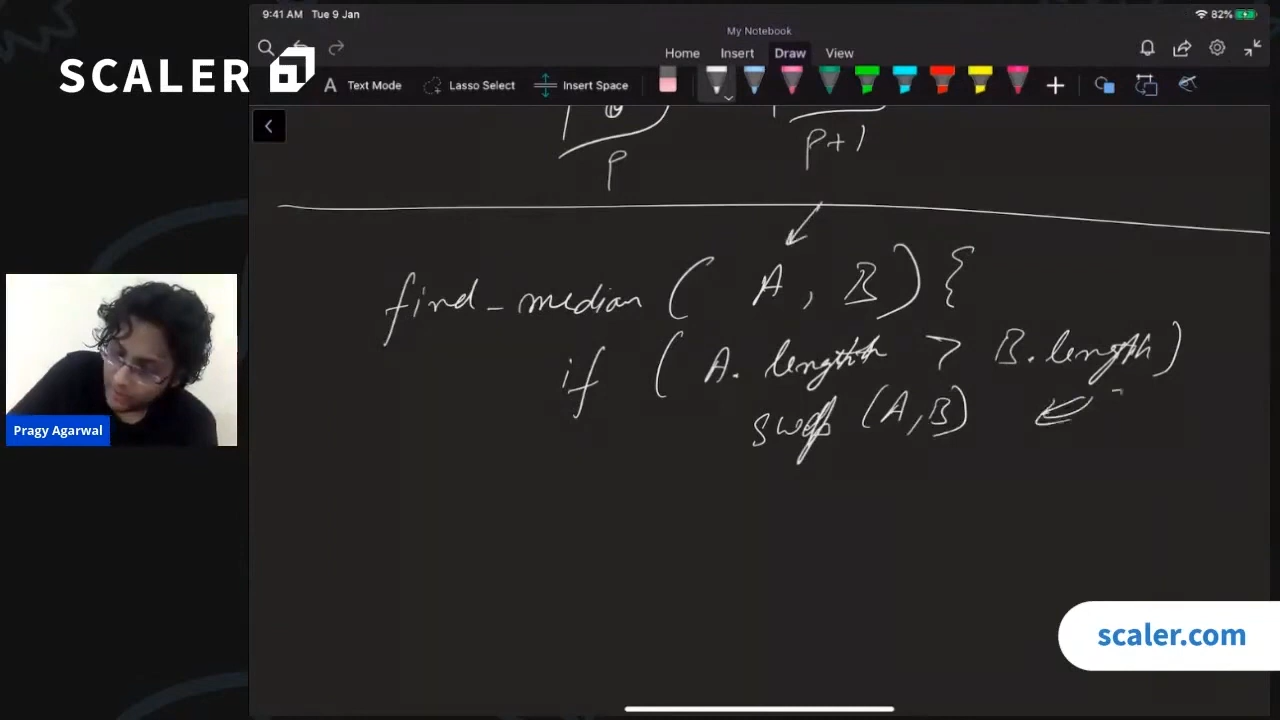 9:41 AM Tue 9 Jan
82%
My Notebook
Home Insert Draw View
SCALER
Text Mode Lasso Select Insert Space
P P+1
find_median ( A, B ) {
if ( A.length > B.length )
swap (A,B)
Pragy Agarwal
scaler.com